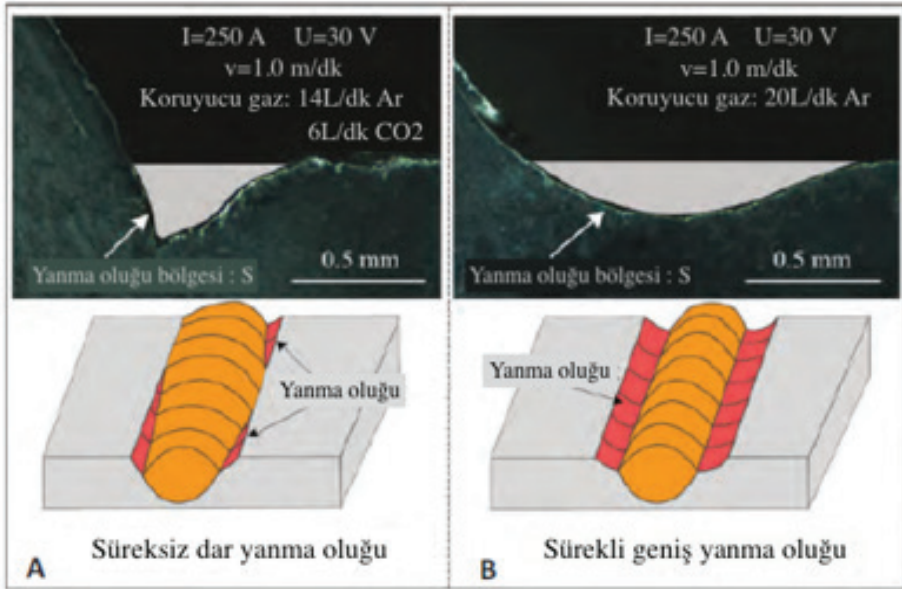 I=250 A U=30 V
v=1.0 m/dk
Koruyucu gaz: 14L/dk Ar
6L/dk CO2
Yanma oluğu bölgesi : S
0.5 mm
Yanma oluğu
Süreksiz dar yanma oluğu
A
I=250 A U=30 V
v=1.0 m/dk
Koruyucu gaz: 20L/dk Ar
Yanma oluğu bölgesi : S
0.5 mm
Yanma oluğu
Sürekli geniş yanma oluğu
B